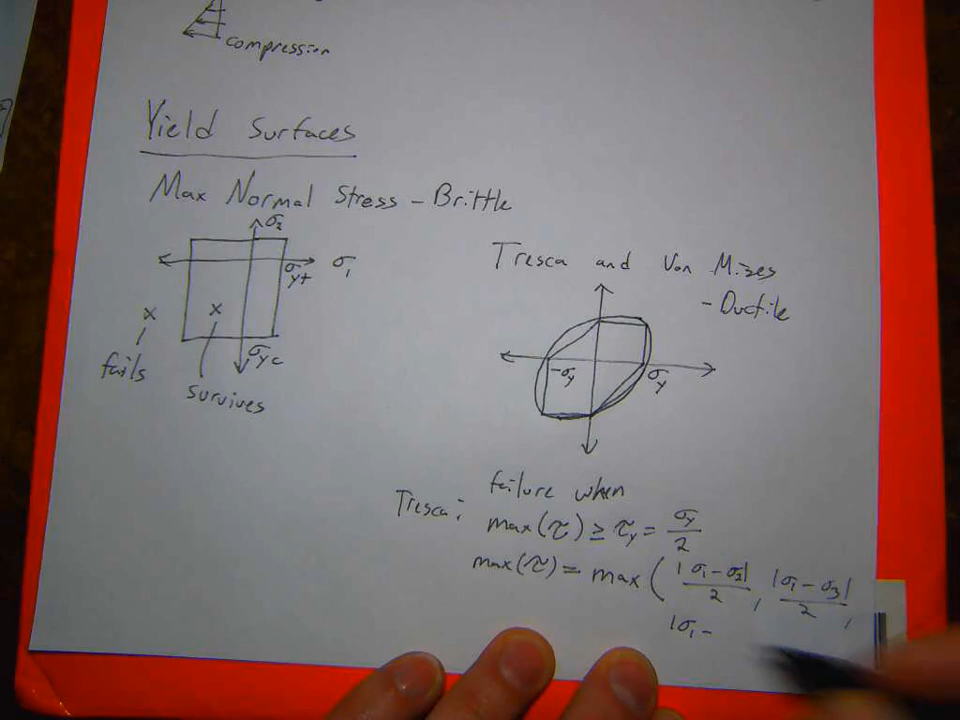 compression
Yield Surfaces
Max Normal Stress - Brittle
σ₂
σ₁
σyt
x x
σyc
fails
survives
Tresca and Von Mises
- Ductile
-σy σy
Tresca: failure when
max(τ) ≥ τy = σy/2
max(τ) = max( |σ₁-σ₂|/2, |σ₁-σ₃|/2,
|σ₁-